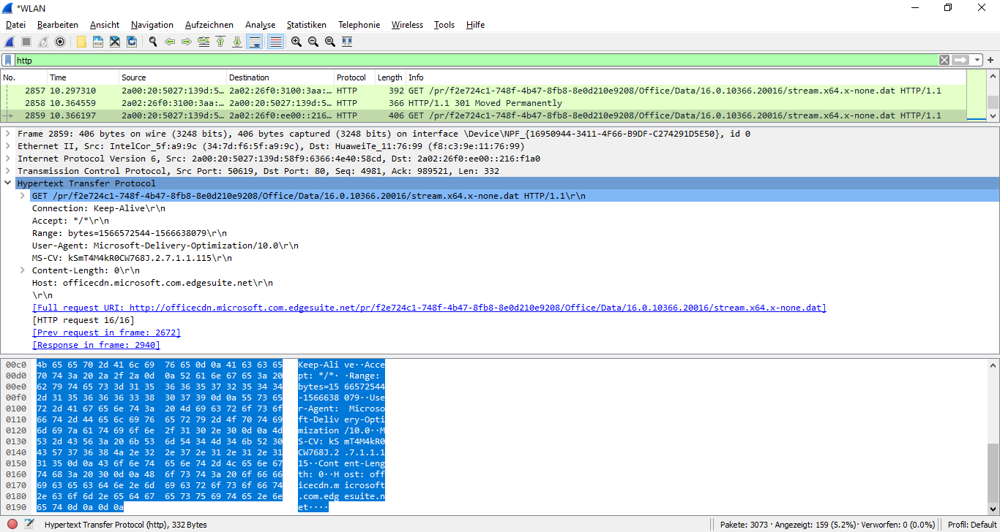 *WLAN
Datei Bearbeiten Ansicht Navigation Aufzeichnen Analyse Statistiken Telephonie Wireless Tools Hilfe
http
No. Time Source Destination Protocol Length Info
2857 10.297310 2a00:20:5027:139d:5… 2a02:26f0:3100:3aa:… HTTP 392 GET /pr/f2e724c1-748f-4b47-8fb8-8e0d210e9208/Office/Data/16.0.10366.20016/stream.x64.x-none.dat HTTP/1.1
2858 10.364559 2a02:26f0:3100:3aa:… 2a00:20:5027:139d:5… HTTP 366 HTTP/1.1 301 Moved Permanently
2859 10.366197 2a00:20:5027:139d:5… 2a02:26f0:ee00::216… HTTP 406 GET /pr/f2e724c1-748f-4b47-8fb8-8e0d210e9208/Office/Data/16.0.10366.20016/stream.x64.x-none.dat HTTP/1.1
Frame 2859: 406 bytes on wire (3248 bits), 406 bytes captured (3248 bits) on interface \Device\NPF_{16950944-3411-4F66-B9DF-C274291D5E50}, id 0
Ethernet II, Src: IntelCor_5f:a9:9c (34:7d:f6:5f:a9:9c), Dst: HuaweiTe_11:76:99 (f8:c3:9e:11:76:99)
Internet Protocol Version 6, Src: 2a00:20:5027:139d:58f9:6366:4e40:58cd, Dst: 2a02:26f0:ee00::216:f1a0
Transmission Control Protocol, Src Port: 50619, Dst Port: 80, Seq: 4981, Ack: 989521, Len: 332
Hypertext Transfer Protocol
GET /pr/f2e724c1-748f-4b47-8fb8-8e0d210e9208/Office/Data/16.0.10366.20016/stream.x64.x-none.dat HTTP/1.1\r\n
Connection: Keep-Alive\r\n
Accept: */*\r\n
Range: bytes=1566572544-1566638079\r\n
User-Agent: Microsoft-Delivery-Optimization/10.0\r\n
MS-CV: kSmT4M4kR0CW768J.2.7.1.1.115\r\n
Content-Length: 0\r\n
Host: officecdn.microsoft.com.edgesuite.net\r\n
\r\n
[Full request URI: http://officecdn.microsoft.com.edgesuite.net/pr/f2e724c1-748f-4b47-8fb8-8e0d210e9208/Office/Data/16.0.10366.20016/stream.x64.x-none.dat]
[HTTP request 16/16]
[Prev request in frame: 2672]
[Response in frame: 2940]
00c0 4b 65 65 70 2d 41 6c 69 76 65 0d 0a 41 63 63 65 Keep-Ali ve··Acce
00d0 70 74 3a 20 2a 2f 2a 0d 0a 52 61 6e 67 65 3a 20 pt: */*· ·Range: 
00e0 62 79 74 65 73 3d 31 35 36 36 35 37 32 35 34 34 bytes=15 66572544
00f0 2d 31 35 36 36 36 33 38 30 37 39 0d 0a 55 73 65 -1566638 079··Use
0100 72 2d 41 67 65 6e 74 3a 20 4d 69 63 72 6f 73 6f r-Agent:  Microso
0110 66 74 2d 44 65 6c 69 76 65 72 79 2d 4f 70 74 69 ft-Deliv ery-Opti
0120 6d 69 7a 61 74 69 6f 6e 2f 31 30 2e 30 0d 0a 4d mization /10.0··M
0130 53 2d 43 56 3a 20 6b 53 6d 54 34 4d 34 6b 52 30 S-CV: kS mT4M4kR0
0140 43 57 37 36 38 4a 2e 32 2e 37 2e 31 2e 31 2e 31 CW768J.2 .7.1.1.1
0150 31 35 0d 0a 43 6f 6e 74 65 6e 74 2d 4c 65 6e 67 15··Cont ent-Leng
0160 74 68 3a 20 30 0d 0a 48 6f 73 74 3a 20 6f 66 66 th: 0··H ost: off
0170 69 63 65 63 64 6e 2e 6d 69 63 72 6f 73 6f 66 74 icecdn.m icrosoft
0180 2e 63 6f 6d 2e 65 64 67 65 73 75 69 74 65 2e 6e .com.edg esuite.n
0190 65 74 0d 0a 0d 0a et····
Hypertext Transfer Protocol (http), 332 Bytes Pakete: 3073 · Angezeigt: 159 (5.2%) · Verworfen: 0 (0.0%) Profil: Default